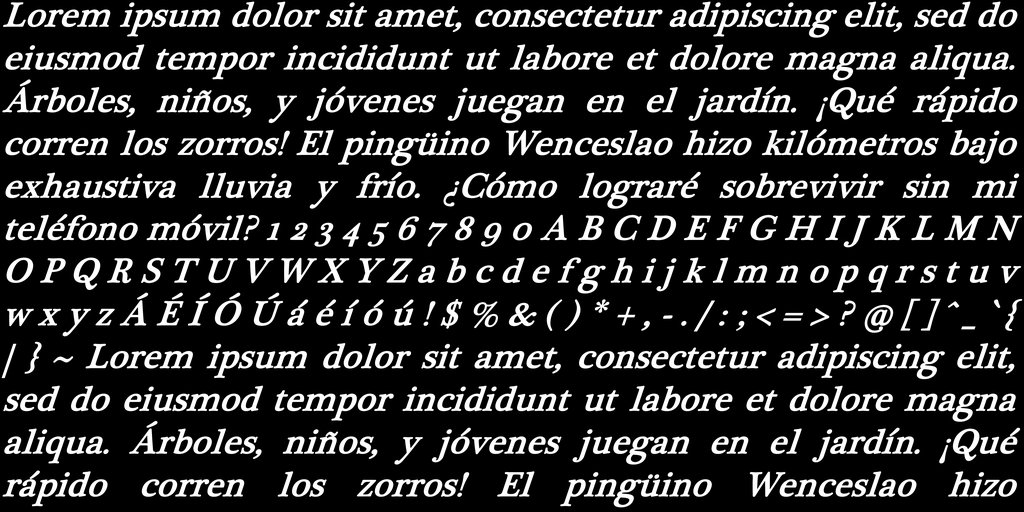 Lorem ipsum dolor sit amet, consectetur adipiscing elit, sed do
eiusmod tempor incididunt ut labore et dolore magna aliqua.
Árboles, niños, y jóvenes juegan en el jardín. ¡Qué rápido
corren los zorros! El pingüino Wenceslao hizo kilómetros bajo
exhaustiva lluvia y frío. ¿Cómo lograré sobrevivir sin mi
teléfono móvil? 1 2 3 4 5 6 7 8 9 0 A B C D E F G H I J K L M N
O P Q R S T U V W X Y Z a b c d e f g h i j k l m n o p q r s t u v
w x y z Á É Í Ó Ú á é í ó ú ! $ % & ( ) * + , - . / : ; < = > ? @ [ ] ^ _ ` {
| } ~ Lorem ipsum dolor sit amet, consectetur adipiscing elit,
sed do eiusmod tempor incididunt ut labore et dolore magna
aliqua. Árboles, niños, y jóvenes juegan en el jardín. ¡Qué
rápido corren los zorros! El pingüino Wenceslao hizo